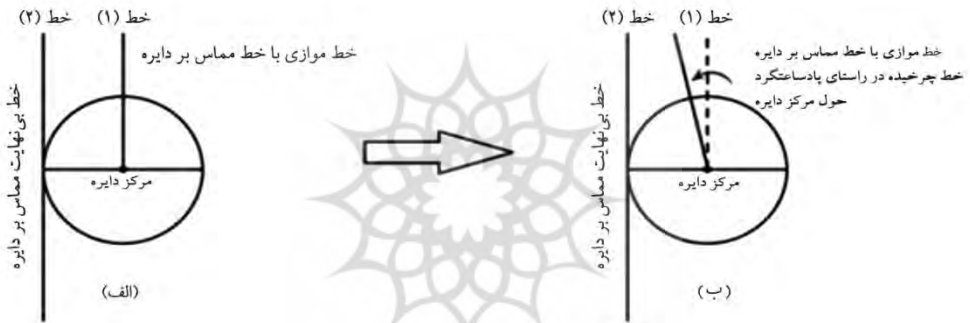 خط (۱) خط (۲)
خط موازی با خط مماس بر دایره
خط بی‌نهایت مماس بر دایره
مرکز دایره
(الف)
خط (۱) خط (۲)
خط موازی با خط مماس بر دایره
خط چرخیده در راستای پادساعتگرد
حول مرکز دایره
خط بی‌نهایت مماس بر دایره
مرکز دایره
(ب)